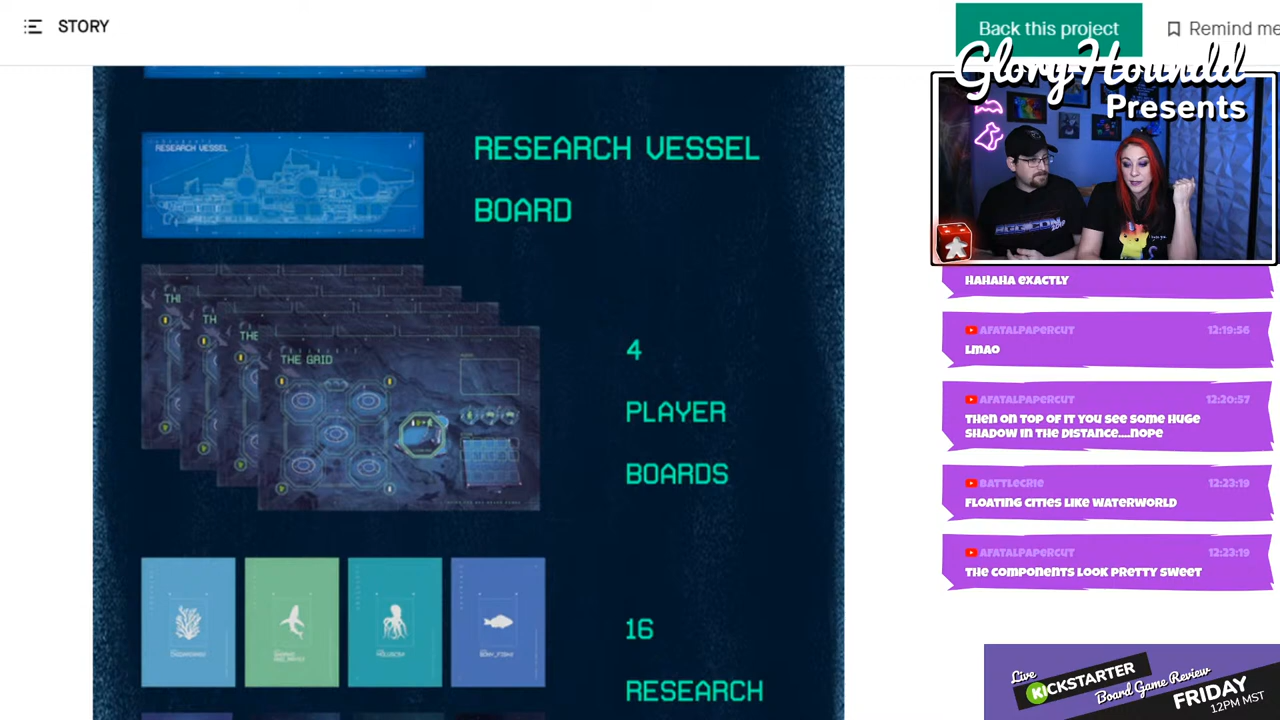 STORY
Back this project
Remind me
GloryHoundd
Presents
RESEARCH VESSEL
RESEARCH VESSEL
BOARD
THE GRID
4
PLAYER
BOARDS
16
RESEARCH
HAHAHA EXACTLY
AFATALPAPERCUT
12:19:56
LMAO
AFATALPAPERCUT
12:20:57
THEN ON TOP OF IT YOU SEE SOME HUGE
SHADOW IN THE DISTANCE....NOPE
BATTLECRIE
12:23:19
FLOATING CITIES LIKE WATERWORLD
AFATALPAPERCUT
12:23:19
THE COMPONENTS LOOK PRETTY SWEET
Live
KICKSTARTER
Board Game Review
FRIDAY
12PM MST